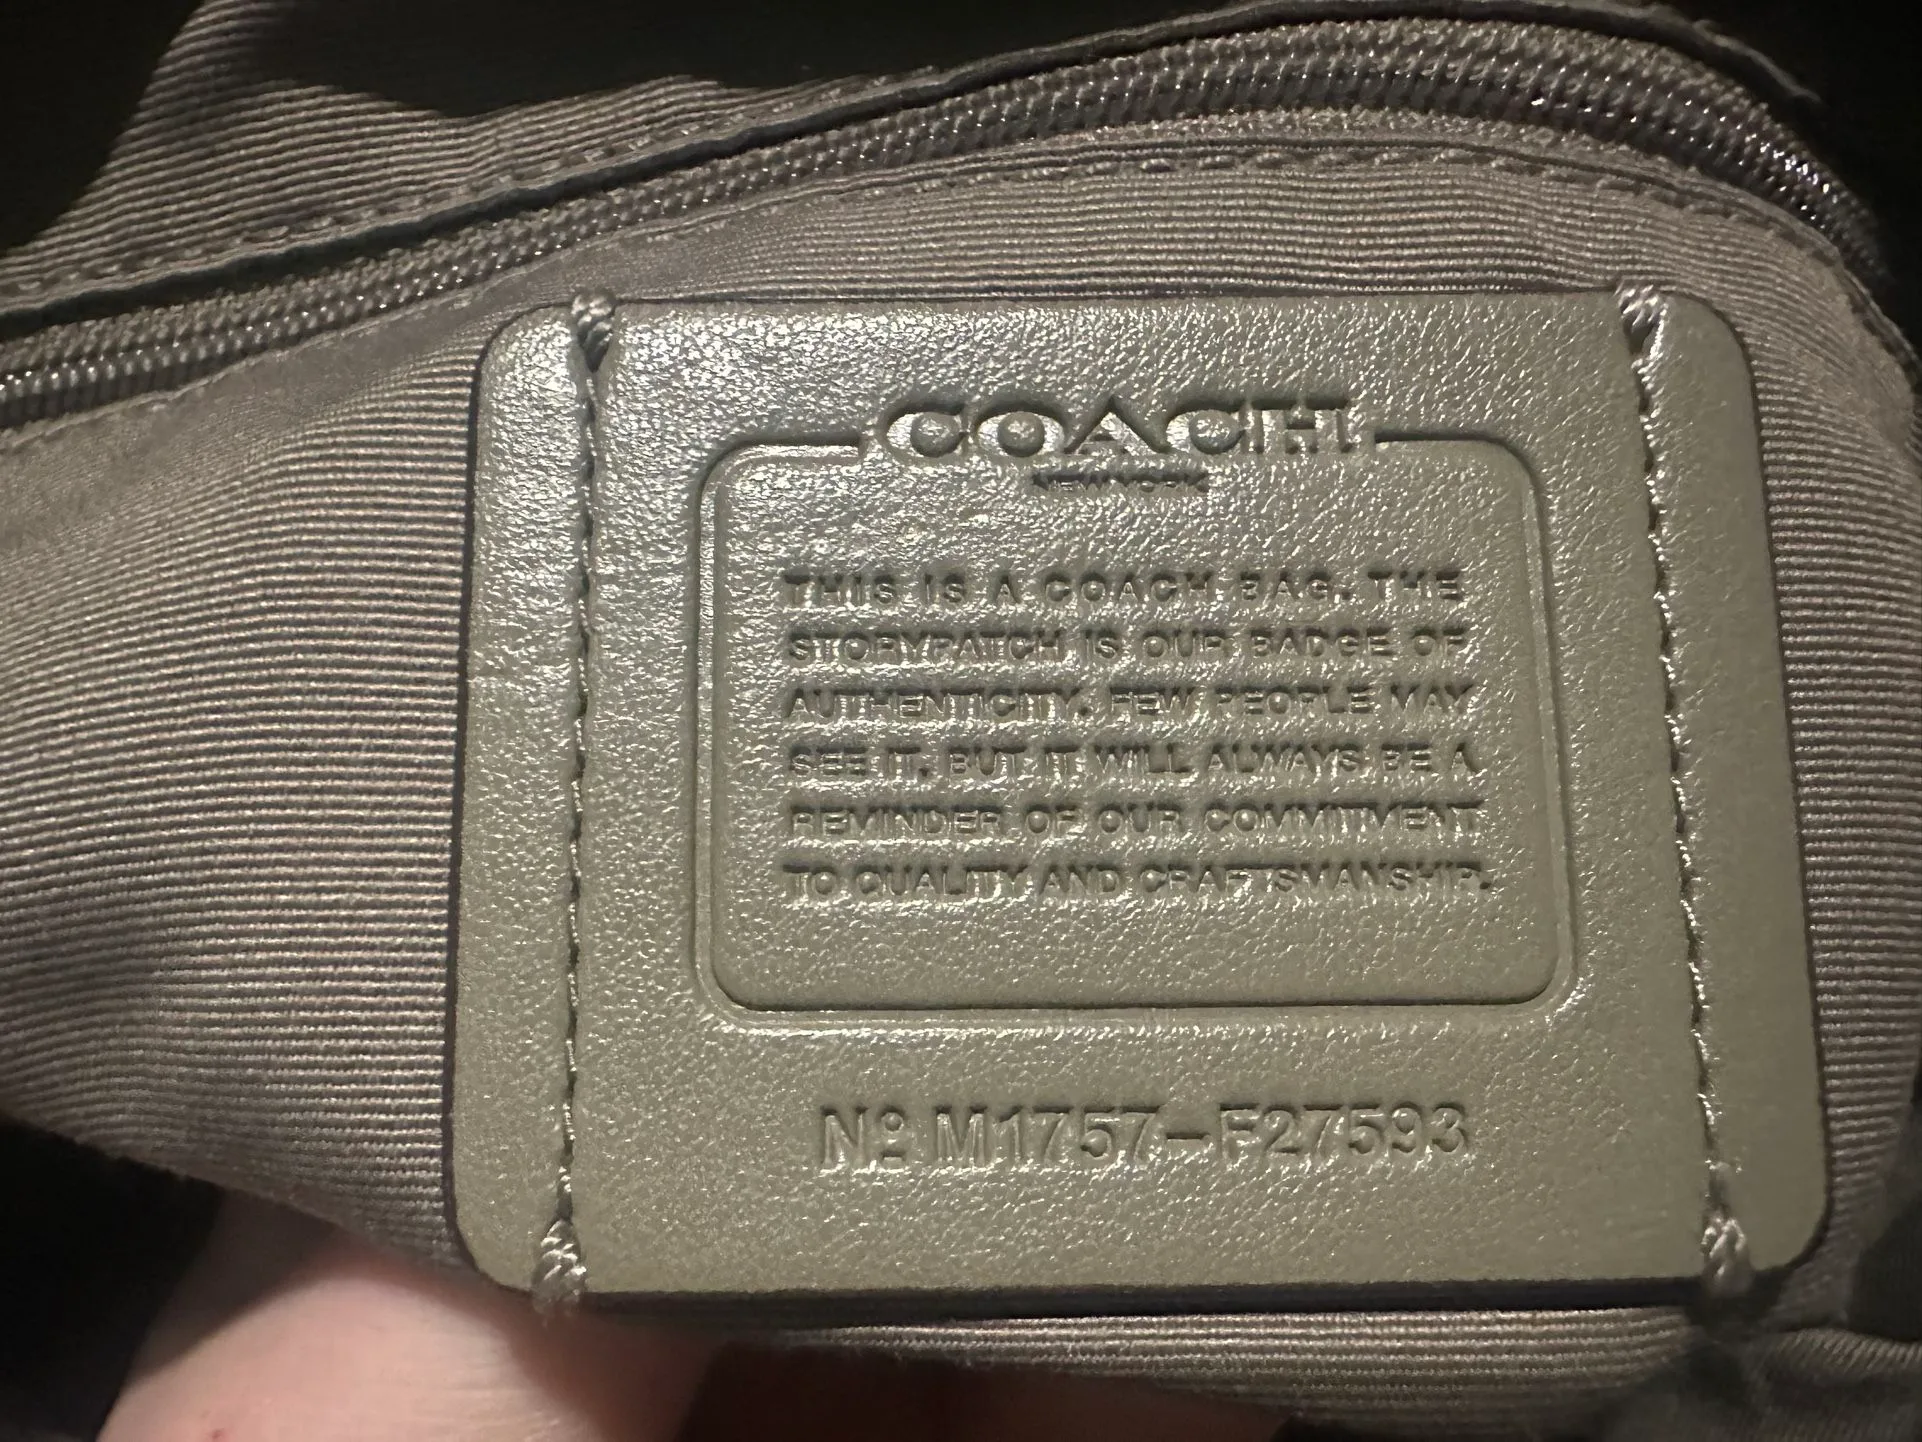 COACH
NEW YORK
THIS IS A COACH BAG. THE
STORYPATCH IS OUR BADGE OF
AUTHENTICITY. FEW PEOPLE MAY
SEE IT, BUT IT WILL ALWAYS BE A
REMINDER OF OUR COMMITMENT
TO QUALITY AND CRAFTSMANSHIP.
Nº M1757-F27593